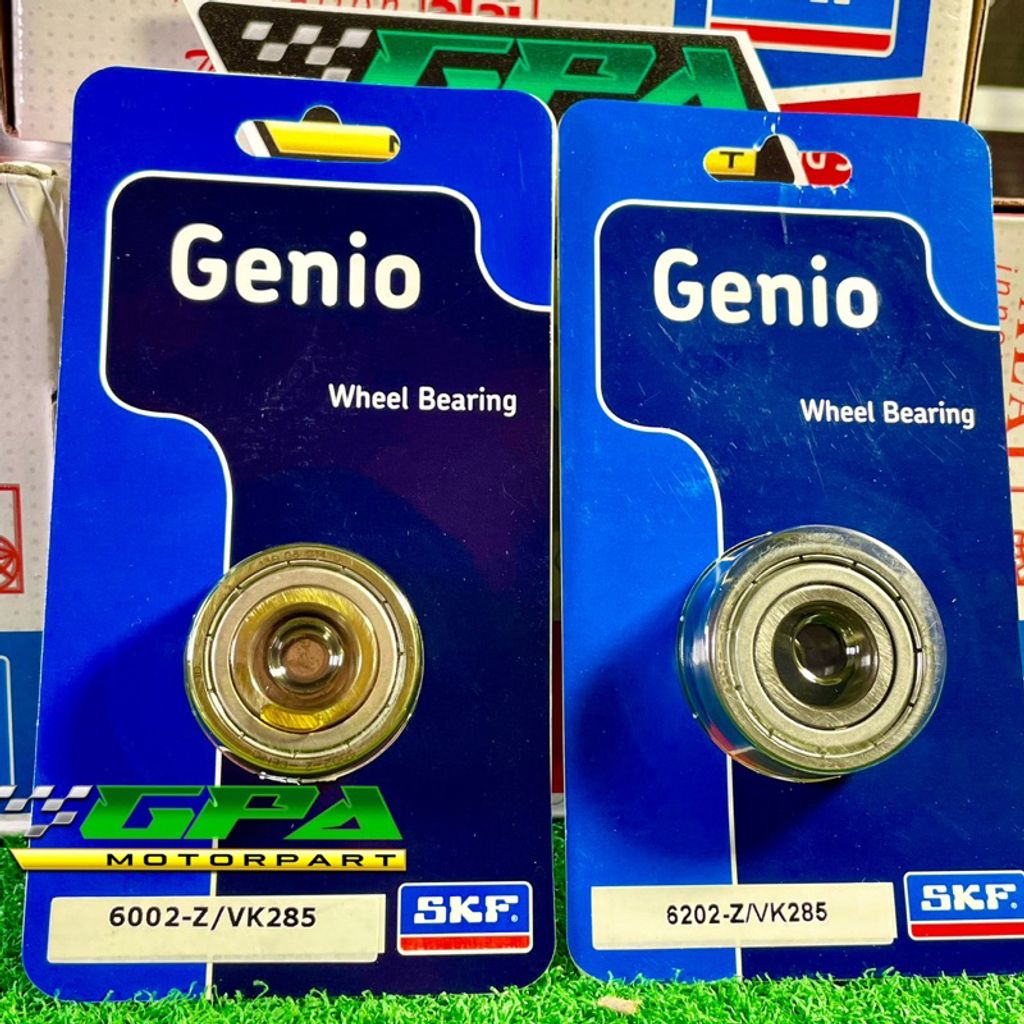 GPA
Genio
Wheel Bearing
6002-Z/VK285
SKF®
Genio
Wheel Bearing
6202-Z/VK285
SKF®
GPA
MOTORPART